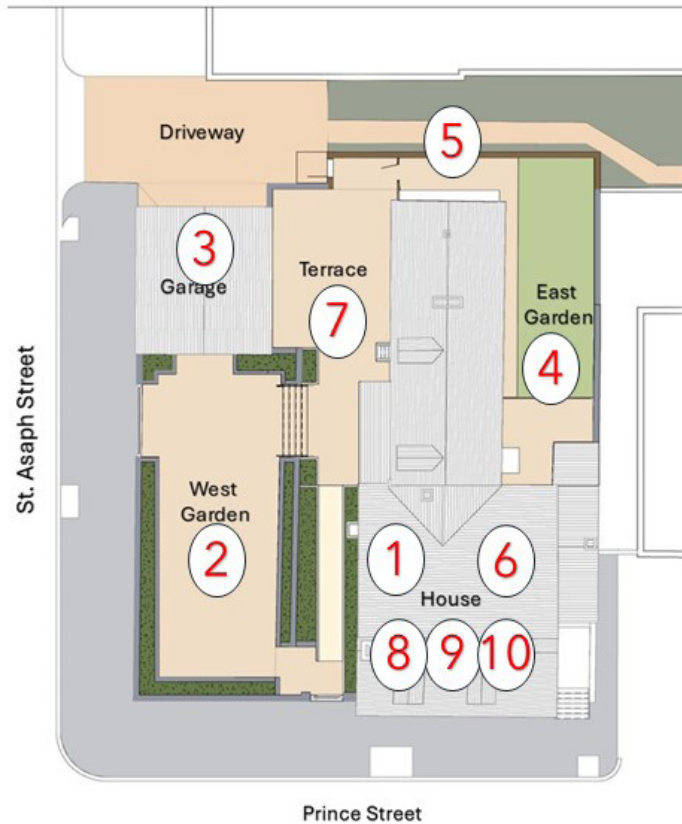 Driveway
5
3
Garage
Terrace
7
East
Garden
4
St. Asaph Street
West
Garden
2
1
6
House
8
9
10
Prince Street